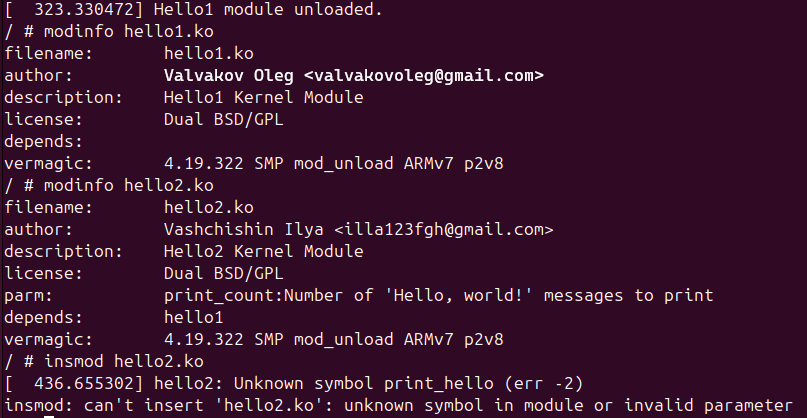 [  323.330472] Hello1 module unloaded.
/ # modinfo hello1.ko
filename:       hello1.ko
author:         Valvakov Oleg <valvakovoleg@gmail.com>
description:    Hello1 Kernel Module
license:        Dual BSD/GPL
depends:
vermagic:       4.19.322 SMP mod_unload ARMv7 p2v8
/ # modinfo hello2.ko
filename:       hello2.ko
author:         Vashchishin Ilya <illa123fgh@gmail.com>
description:    Hello2 Kernel Module
license:        Dual BSD/GPL
parm:           print_count:Number of 'Hello, world!' messages to print
depends:        hello1
vermagic:       4.19.322 SMP mod_unload ARMv7 p2v8
/ # insmod hello2.ko
[  436.655302] hello2: Unknown symbol print_hello (err -2)
insmod: can't insert 'hello2.ko': unknown symbol in module or invalid parameter